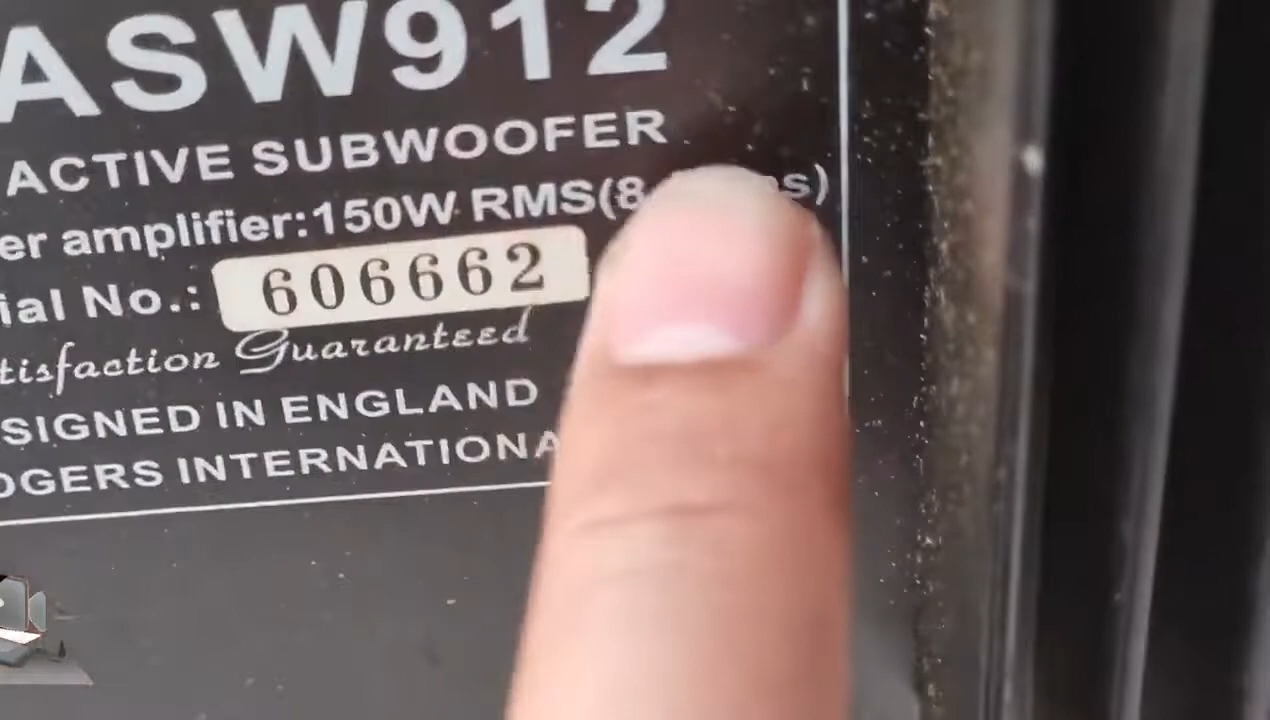 ASW912
ACTIVE SUBWOOFER
er amplifier:150W RMS(8 s)
ial No.: 606662
tisfaction Guaranteed
SIGNED IN ENGLAND
OGERS INTERNATIONA